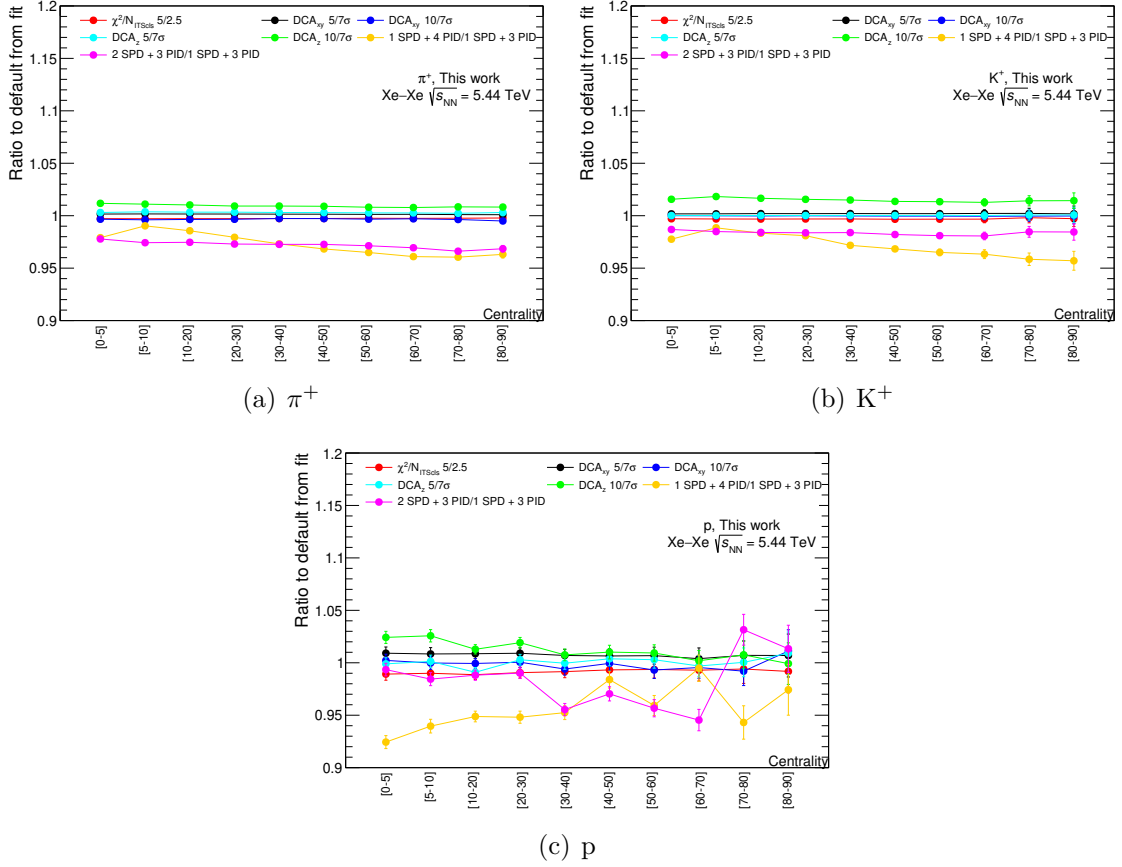 Ratio to default from fit
1.2
1.15
1.1
1.05
1
0.95
0.9
χ²/N_ITScls 5/2.5
DCA_xy 5/7σ
DCA_xy 10/7σ
DCA_z 5/7σ
DCA_z 10/7σ
1 SPD + 4 PID/1 SPD + 3 PID
2 SPD + 3 PID/1 SPD + 3 PID
π⁺, This work
Xe–Xe √s_NN = 5.44 TeV
Centrality
[0-5]
[5-10]
[10-20]
[20-30]
[30-40]
[40-50]
[50-60]
[60-70]
[70-80]
[80-90]
(a) π⁺
Ratio to default from fit
1.2
1.15
1.1
1.05
1
0.95
0.9
χ²/N_ITScls 5/2.5
DCA_xy 5/7σ
DCA_xy 10/7σ
DCA_z 5/7σ
DCA_z 10/7σ
1 SPD + 4 PID/1 SPD + 3 PID
2 SPD + 3 PID/1 SPD + 3 PID
K⁺, This work
Xe–Xe √s_NN = 5.44 TeV
Centrality
[0-5]
[5-10]
[10-20]
[20-30]
[30-40]
[40-50]
[50-60]
[60-70]
[70-80]
[80-90]
(b) K⁺
Ratio to default from fit
1.2
1.15
1.1
1.05
1
0.95
0.9
χ²/N_ITScls 5/2.5
DCA_xy 5/7σ
DCA_xy 10/7σ
DCA_z 5/7σ
DCA_z 10/7σ
1 SPD + 4 PID/1 SPD + 3 PID
2 SPD + 3 PID/1 SPD + 3 PID
p, This work
Xe–Xe √s_NN = 5.44 TeV
Centrality
[0-5]
[5-10]
[10-20]
[20-30]
[30-40]
[40-50]
[50-60]
[60-70]
[70-80]
[80-90]
(c) p